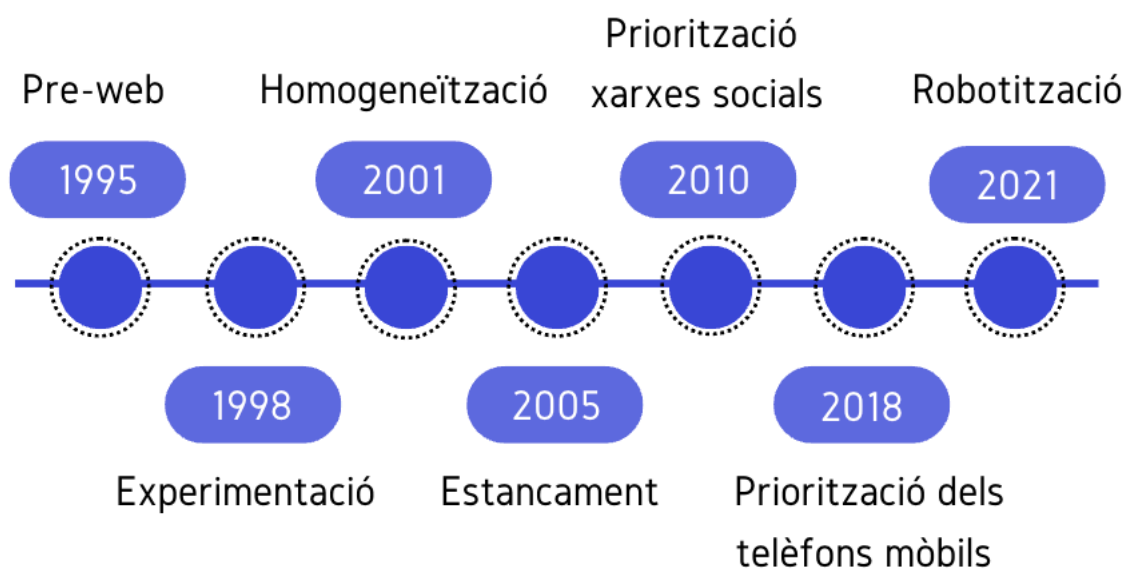 Pre-web
1995
Experimentació
1998
Homogeneïtzació
2001
Estancament
2005
Priorització
xarxes socials
2010
Priorització dels
telèfons mòbils
2018
Robotització
2021